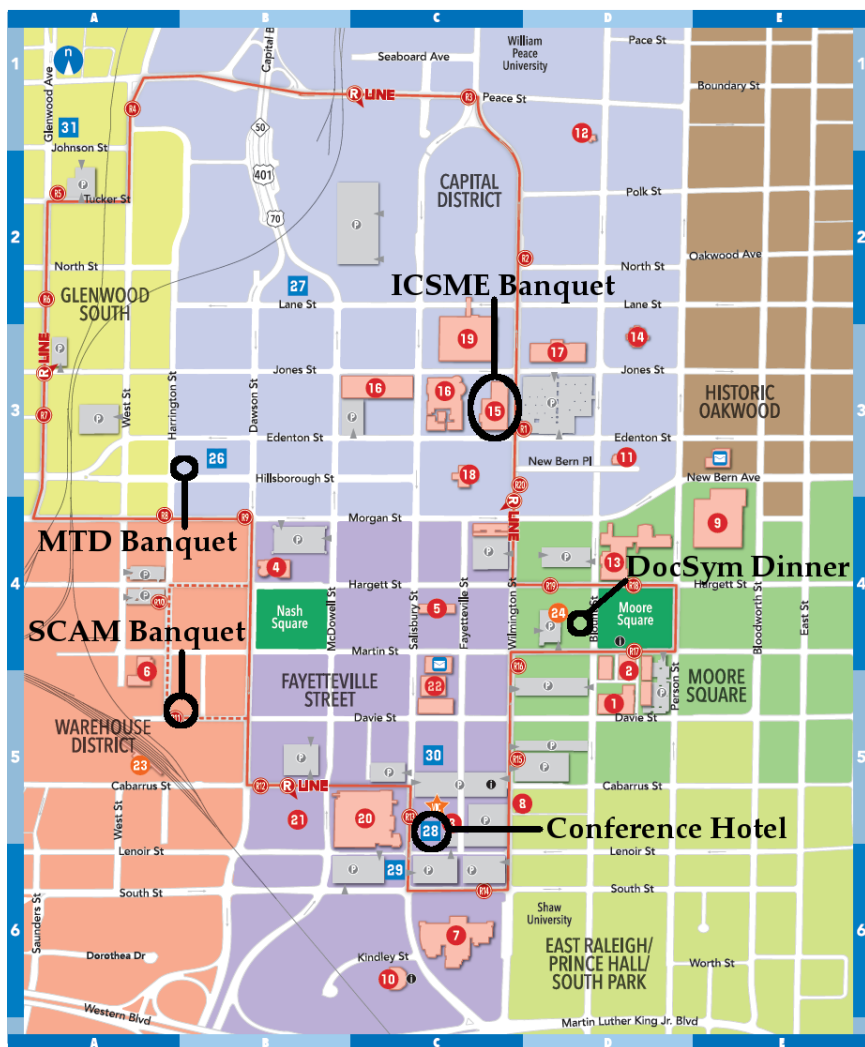 A B C D E
1 1
Pace St
William
Peace
University
Seaboard Ave
Capital B
Glenwood Ave
n
Boundary St
R LINE
R3
Peace St
R4
31
50
12
Johnson St
P
401
CAPITAL
DISTRICT
R5
Tucker St
Polk St
2 2
P
70
Oakwood Ave
R2
North St
North St
27
ICSME Banquet
GLENWOOD
SOUTH
R6
Lane St
Lane St
19
17
14
P
R LINE
Jones St
Jones St
16
16
15
P
HISTORIC
OAKWOOD
3 3
R7
P
West St
Harrington St
Dawson St
P
R1
Edenton St
Edenton St
26
11
New Bern Pl
Hillsborough St
18
R20
New Bern Ave
R LINE
9
R8
R9
Morgan St
MTD Banquet
P
P
P
13
4
DocSym Dinner
4 4
P
Hargett St
R19
R18
Hargett St
P
R10
Nash
Square
McDowell St
Salisbury St
5
Fayetteville St
Wilmington St
24
P
Blount St
Moore
Square
i
Bloodworth St
East St
SCAM Banquet
Martin St
R17
6
R16
2
Person St
22
FAYETTEVILLE
STREET
P
P
MOORE
SQUARE
1
R11
Davie St
Davie St
WAREHOUSE
DISTRICT
5 5
P
30
23
P
P
i
R15
P
Cabarrus St
R12
R LINE
Cabarrus St
West St
21
20
R13
28
3
P
8
Conference Hotel
Lenoir St
Lenoir St
P
29
P
P
South St
R14
South St
Saunders St
Shaw
University
6 6
7
EAST RALEIGH/
PRINCE HALL/
SOUTH PARK
Dorothea Dr
Kindley St
Worth St
10
i
Western Blvd
Martin Luther King Jr. Blvd
A B C D E